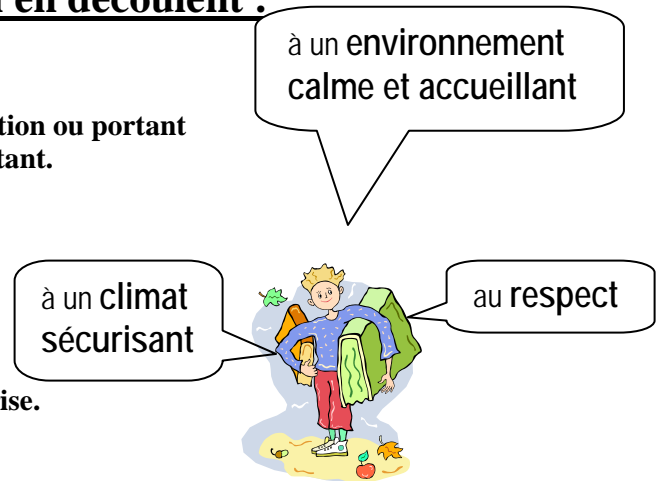 en découlent :
à un environnement
calme et accueillant
tion ou portant
tant.
à un climat
sécurisant
au respect
ise.